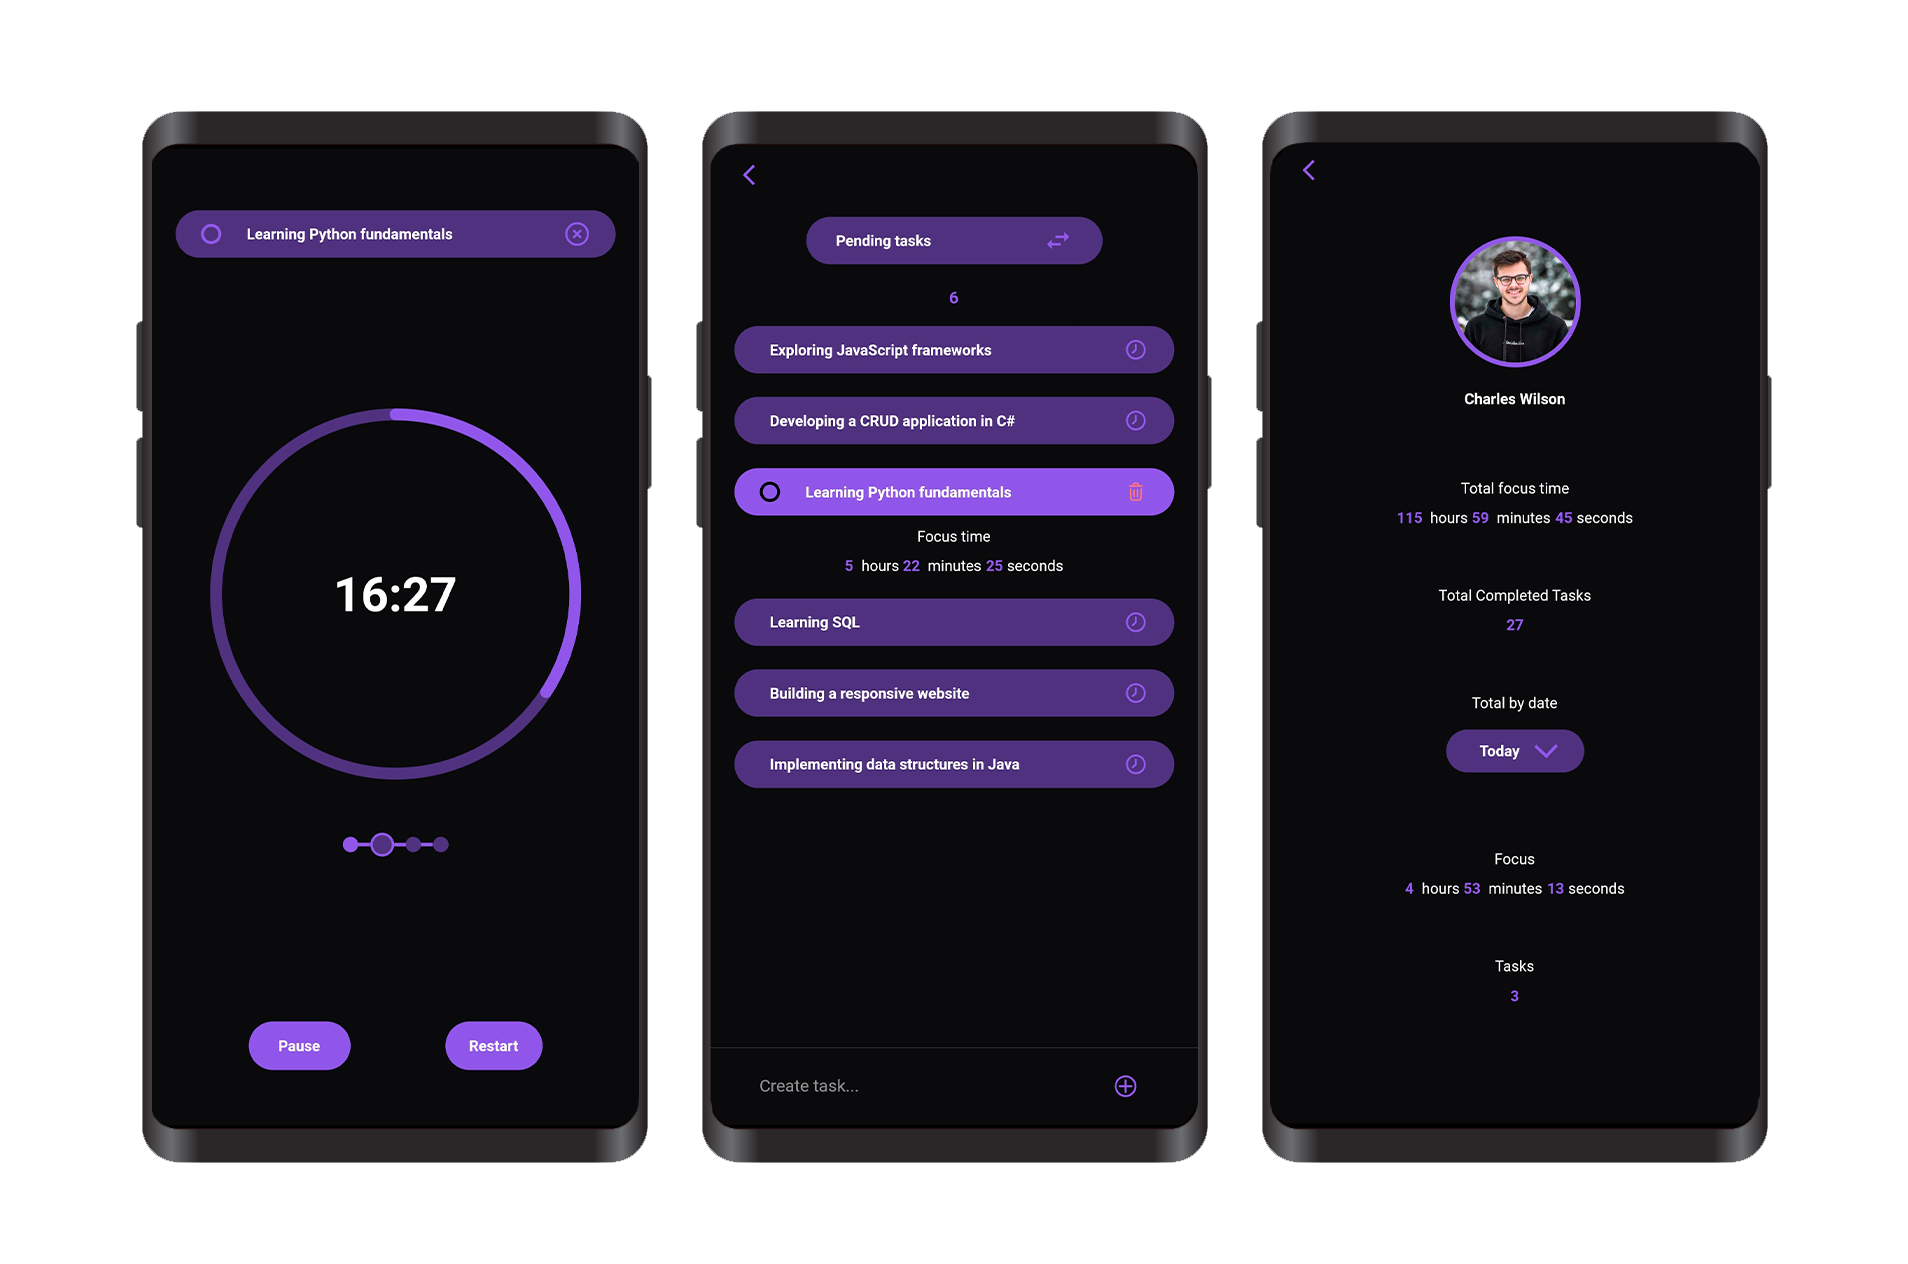 Learning Python fundamentals
16:27
Pause
Restart
Pending tasks
6
Exploring JavaScript frameworks
Developing a CRUD application in C#
Learning Python fundamentals
Focus time
5 hours 22 minutes 25 seconds
Learning SQL
Building a responsive website
Implementing data structures in Java
Create task...
Charles Wilson
Total focus time
115 hours 59 minutes 45 seconds
Total Completed Tasks
27
Total by date
Today
Focus
4 hours 53 minutes 13 seconds
Tasks
3